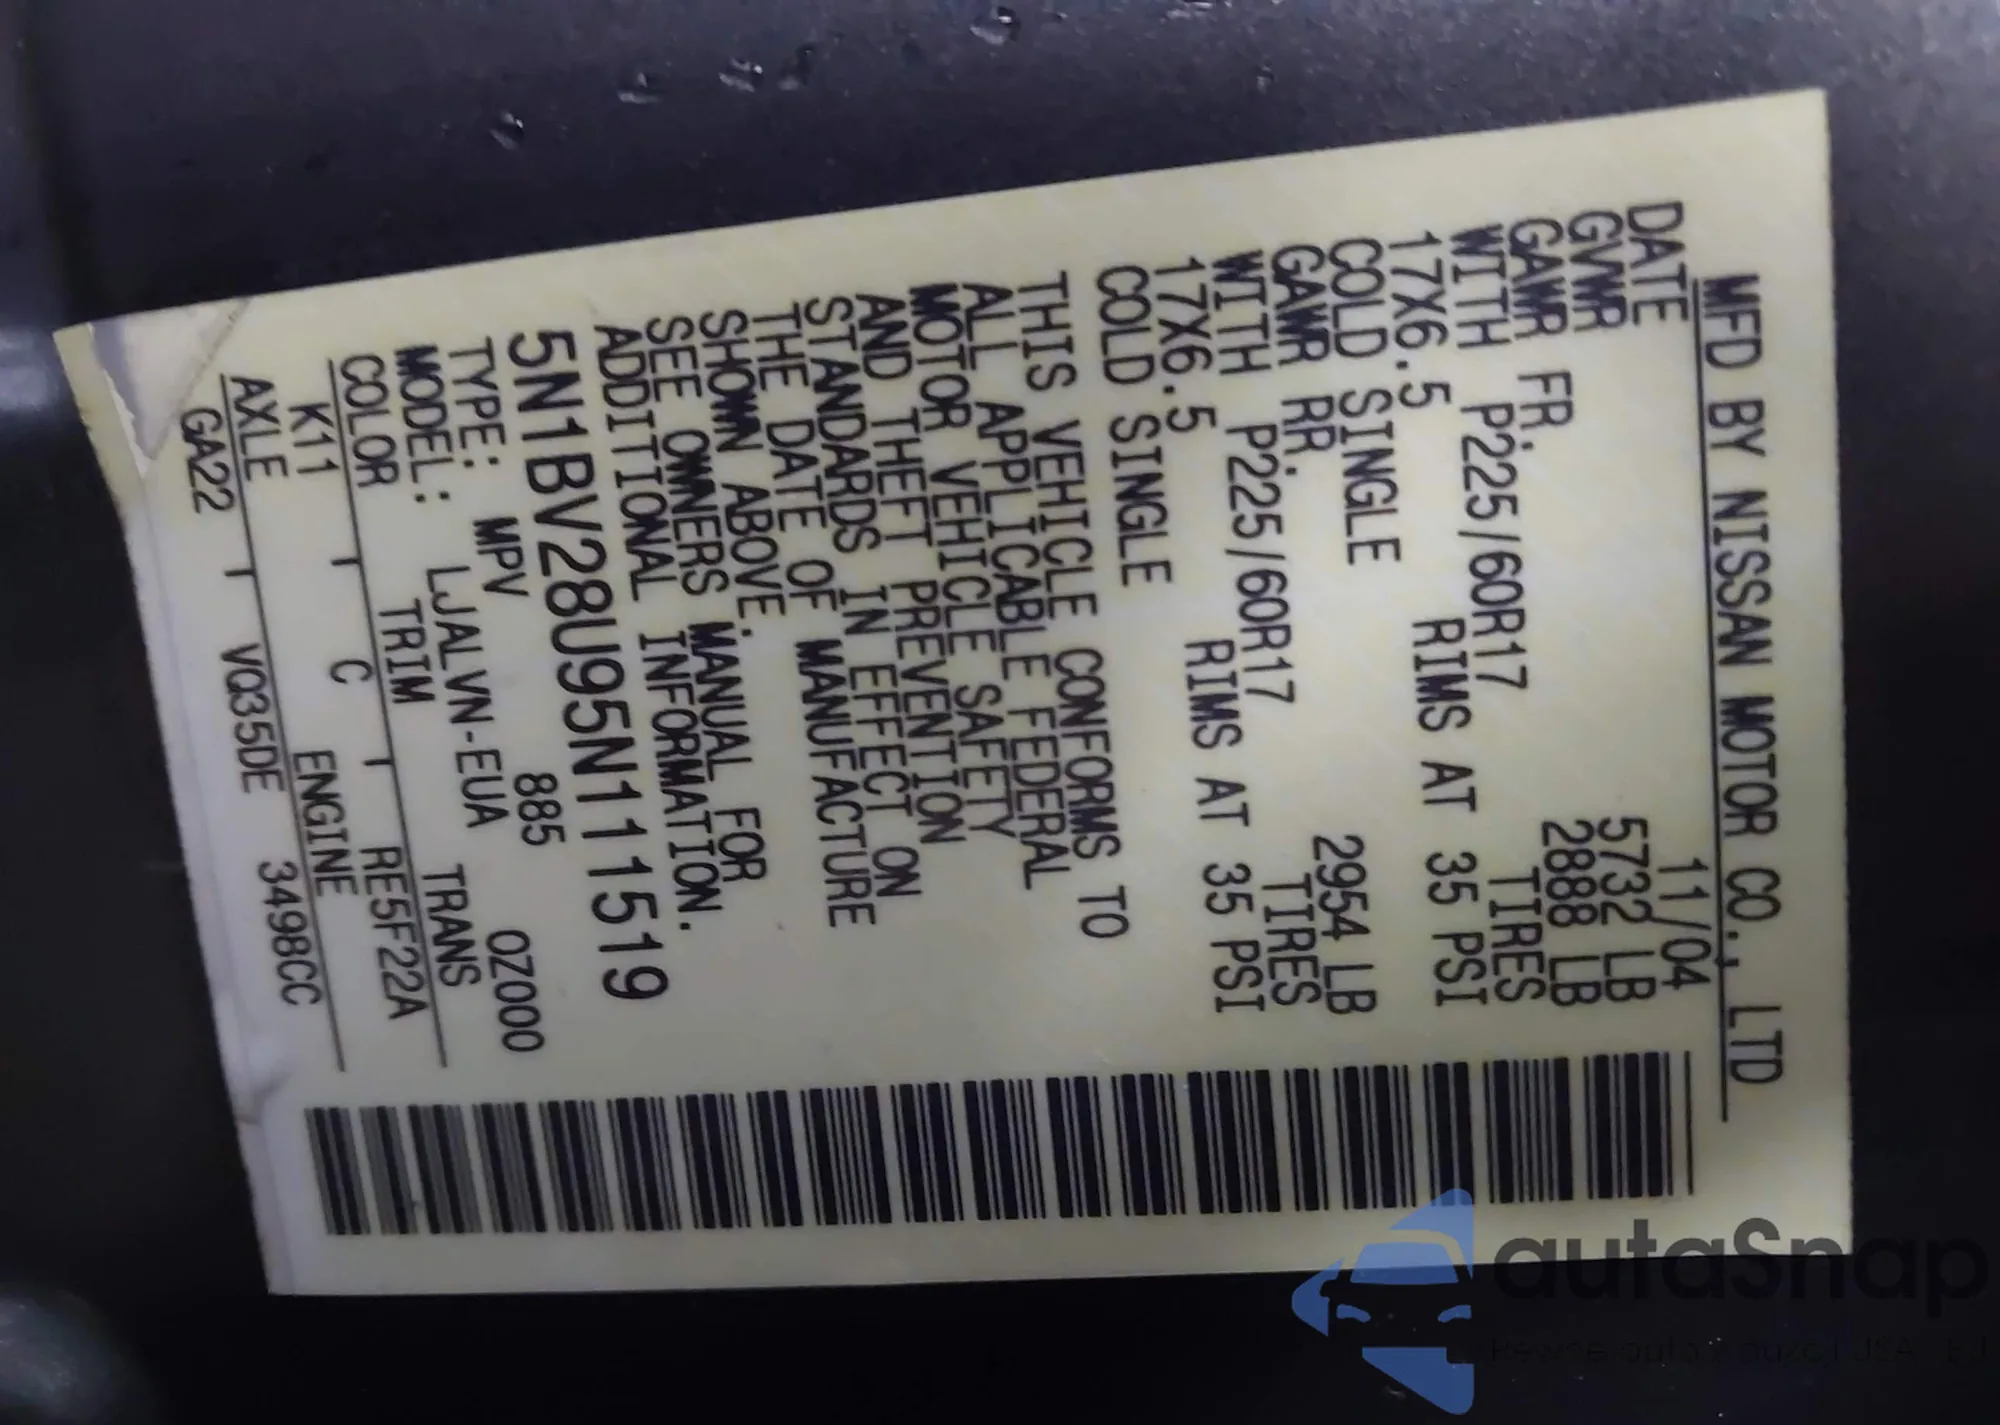 MFD BY NISSAN MOTOR CO., LTD
DATE 11/04
GVWR 5732 LB
GAWR FR. 2888 LB
WITH P225/60R17 TIRES
17X6.5 RIMS AT 35 PSI
COLD SINGLE
GAWR RR. 2954 LB
WITH P225/60R17 TIRES
17X6.5 RIMS AT 35 PSI
COLD SINGLE
THIS VEHICLE CONFORMS TO
ALL APPLICABLE FEDERAL
MOTOR VEHICLE SAFETY
AND THEFT PREVENTION
STANDARDS IN EFFECT ON
THE DATE OF MANUFACTURE
SHOWN ABOVE.
SEE OWNERS MANUAL FOR
ADDITIONAL INFORMATION.
5N1BV28U95N111519
TYPE: MPV 885 0Z000
MODEL: LJALVN-EUA
COLOR TRIM TRANS
K11 C RE5F22A
AXLE ENGINE
GA22 VQ35DE 3498CC
autaSnap